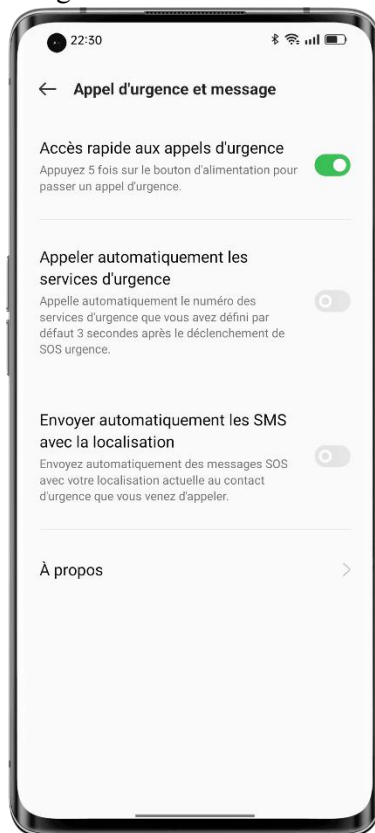 22:30
Appel d'urgence et message
Accès rapide aux appels d'urgence
Appuyez 5 fois sur le bouton d'alimentation pour
passer un appel d'urgence.
Appeler automatiquement les
services d'urgence
Appelle automatiquement le numéro des
services d'urgence que vous avez défini par
défaut 3 secondes après le déclenchement de
SOS urgence.
Envoyer automatiquement les SMS
avec la localisation
Envoyez automatiquement des messages SOS
avec votre localisation actuelle au contact
d'urgence que vous venez d'appeler.
À propos